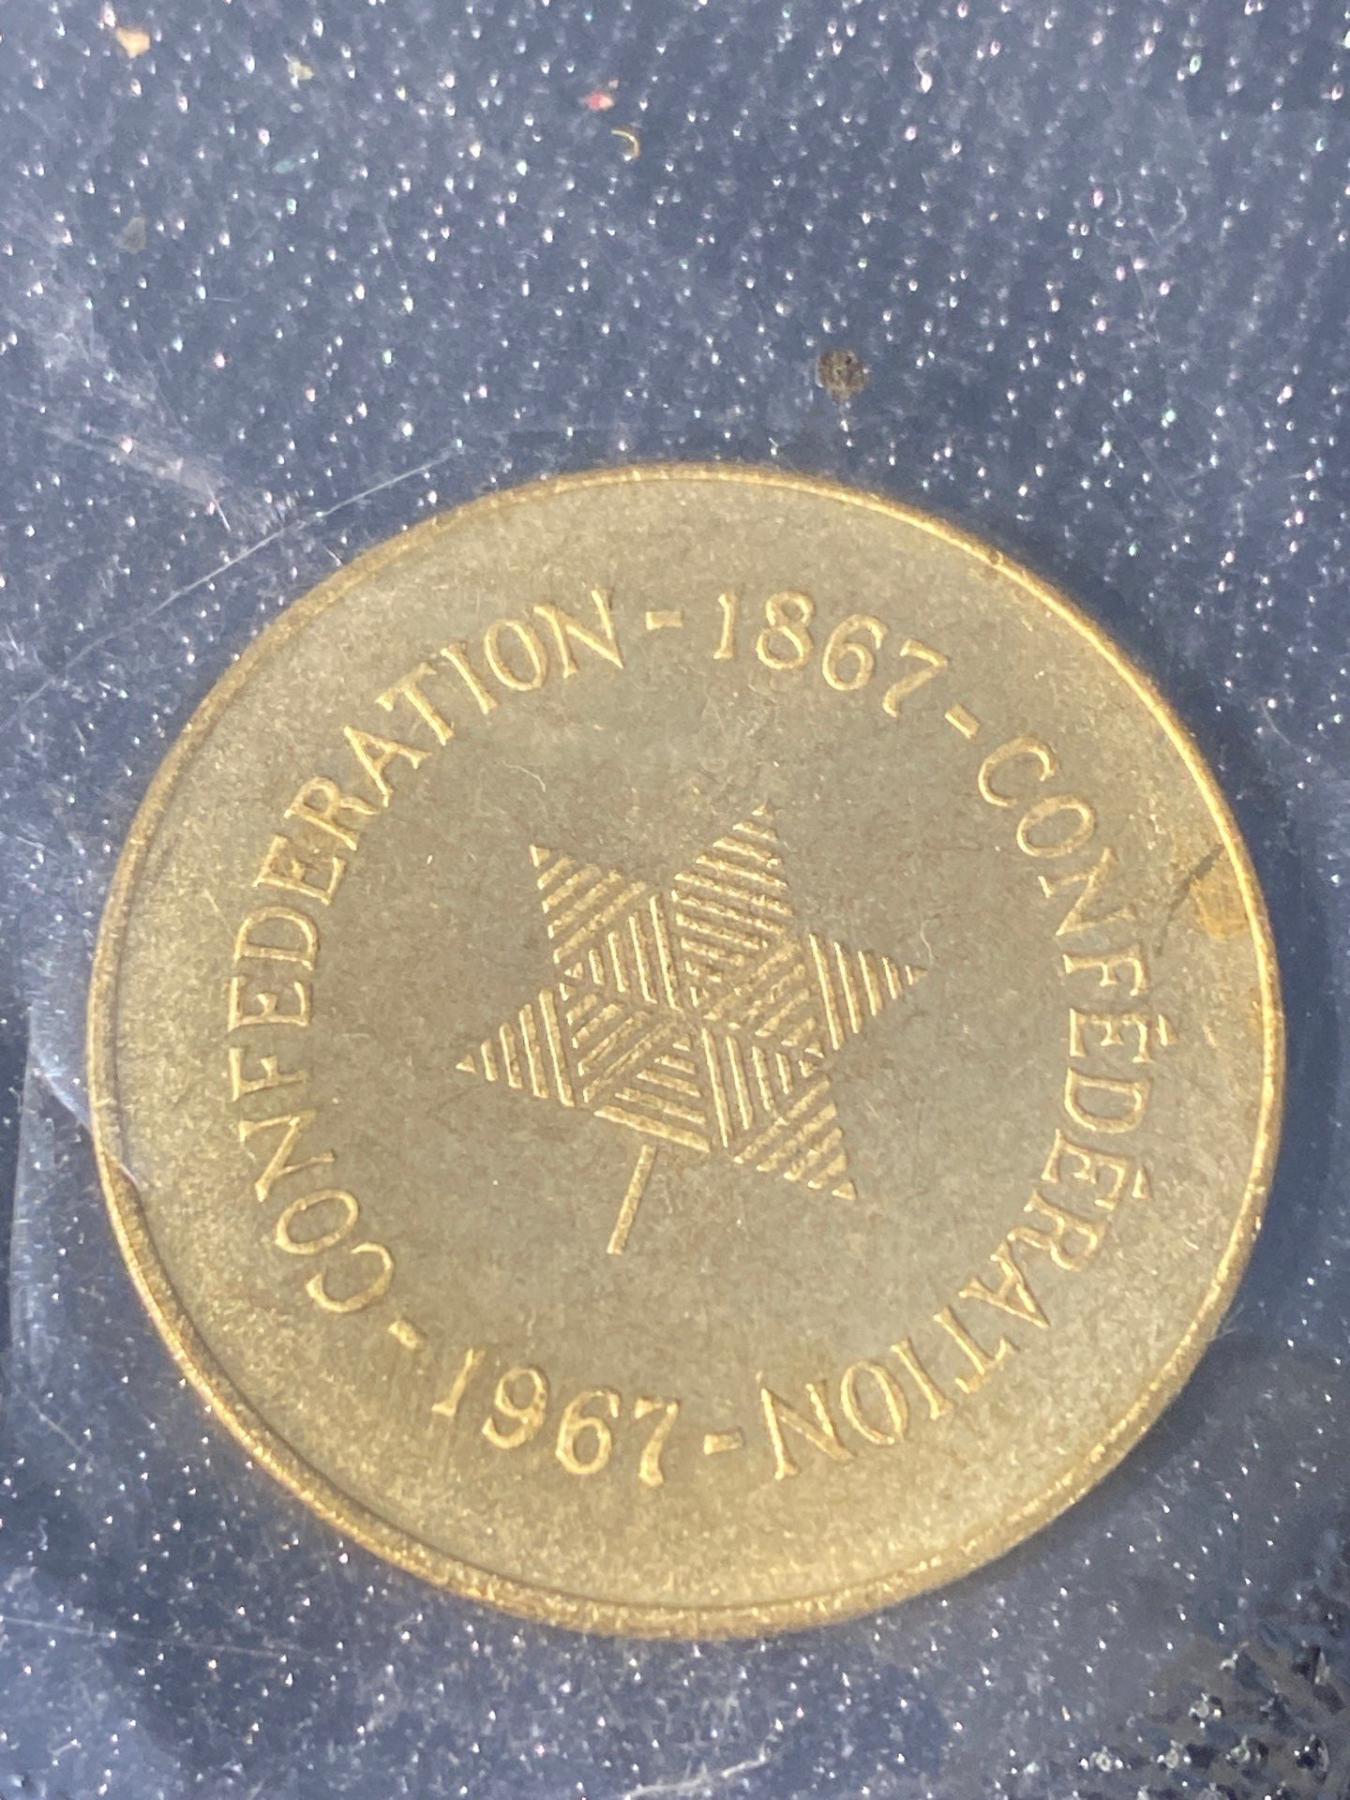 CONFEDERATION - 1867 - CONFÉDÉRATION - 1967 -